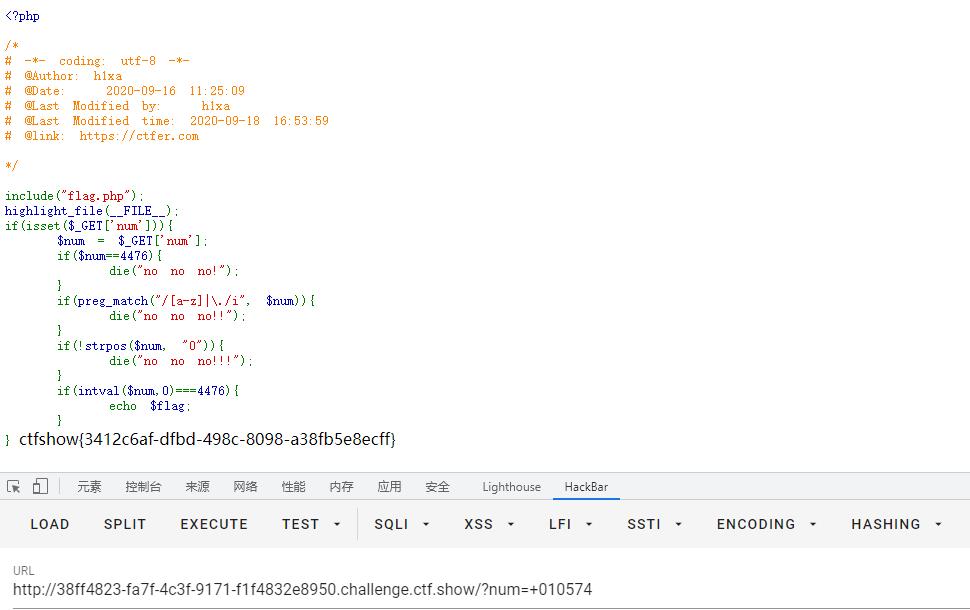 <?php
/*
# -*- coding: utf-8 -*-
# @Author: h1xa
# @Date: 2020-09-16 11:25:09
# @Last Modified by: h1xa
# @Last Modified time: 2020-09-18 16:53:59
# @link: https://ctfer.com
*/
include("flag.php");
highlight_file(__FILE__);
if(isset($_GET['num'])){
$num = $_GET['num'];
if($num==4476){
die("no no no!");
}
if(preg_match("/[a-z]|\./i", $num)){
die("no no no!!");
}
if(!strpos($num, "0")){
die("no no no!!!");
}
if(intval($num,0)===4476){
echo $flag;
}
} ctfshow{3412c6af-dfbd-498c-8098-a38fb5e8ecff}
元素 控制台 来源 网络 性能 内存 应用 安全 Lighthouse HackBar
LOAD SPLIT EXECUTE TEST SQLI XSS LFI SSTI ENCODING HASHING
URL
http://38ff4823-fa7f-4c3f-9171-f1f4832e8950.challenge.ctf.show/?num=+010574